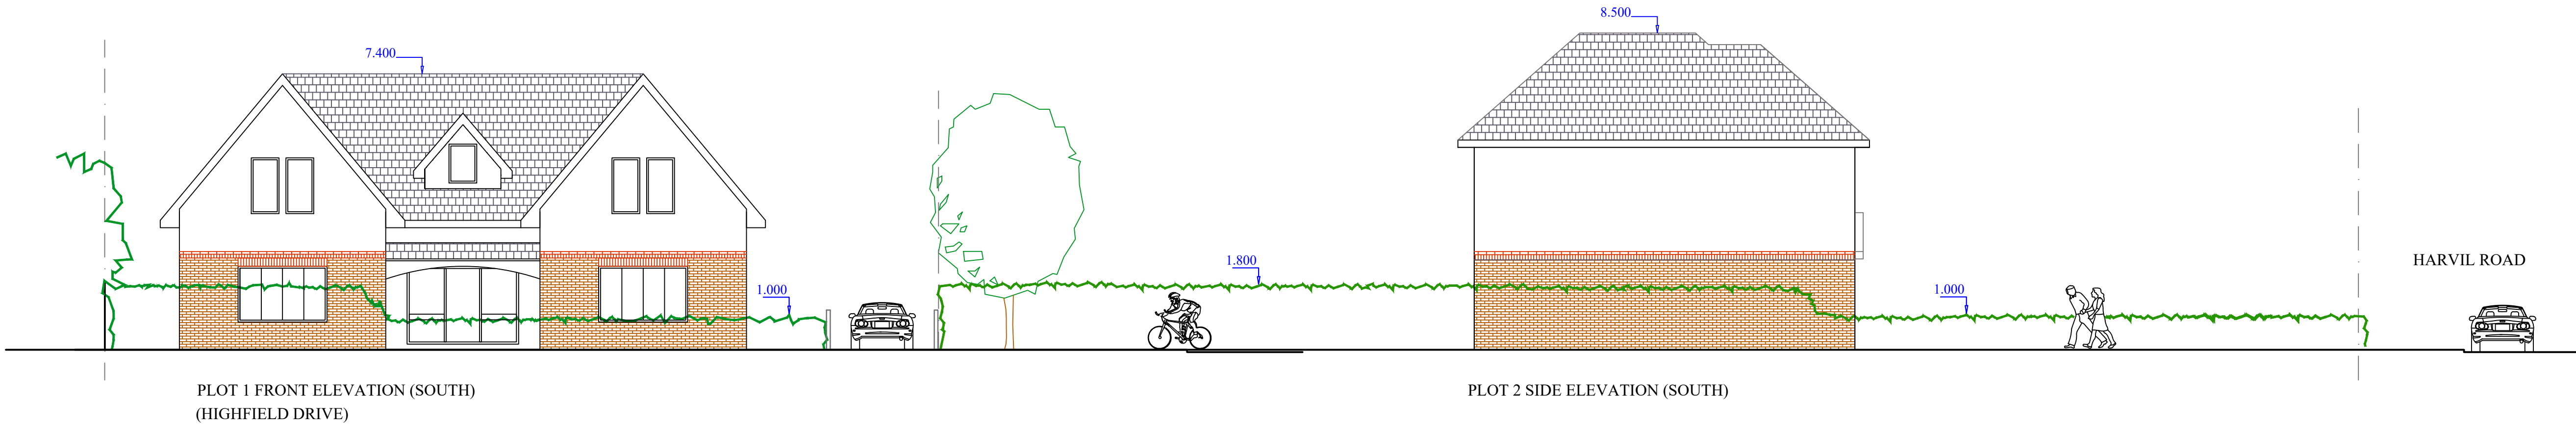 8.500
7.400
HARVIL ROAD
1.800
1.000
1.000
PLOT 1 FRONT ELEVATION (SOUTH)
(HIGHFIELD DRIVE)
PLOT 2 SIDE ELEVATION (SOUTH)